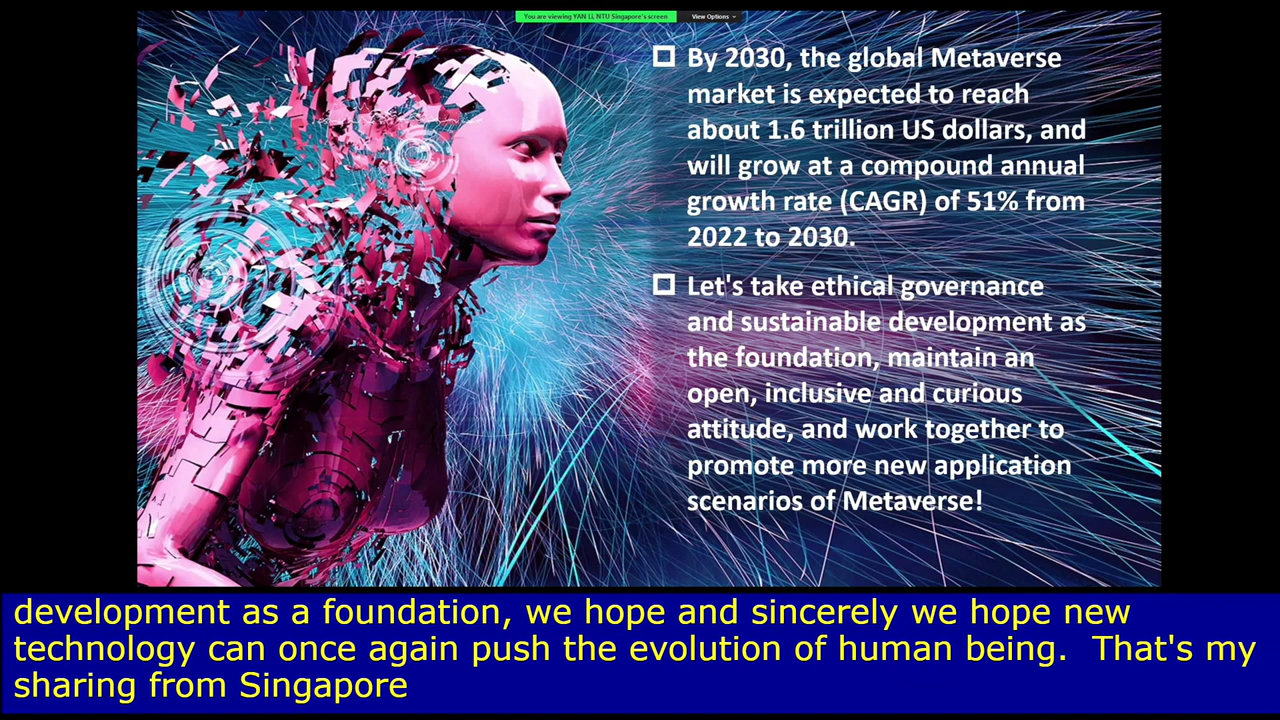 You are viewing YAN LI, NTU Singapore's screen
View Options
By 2030, the global Metaverse
market is expected to reach
about 1.6 trillion US dollars, and
will grow at a compound annual
growth rate (CAGR) of 51% from
2022 to 2030.
Let's take ethical governance
and sustainable development as
the foundation, maintain an
open, inclusive and curious
attitude, and work together to
promote more new application
scenarios of Metaverse!
development as a foundation, we hope and sincerely we hope new
technology can once again push the evolution of human being.  That's my
sharing from Singapore